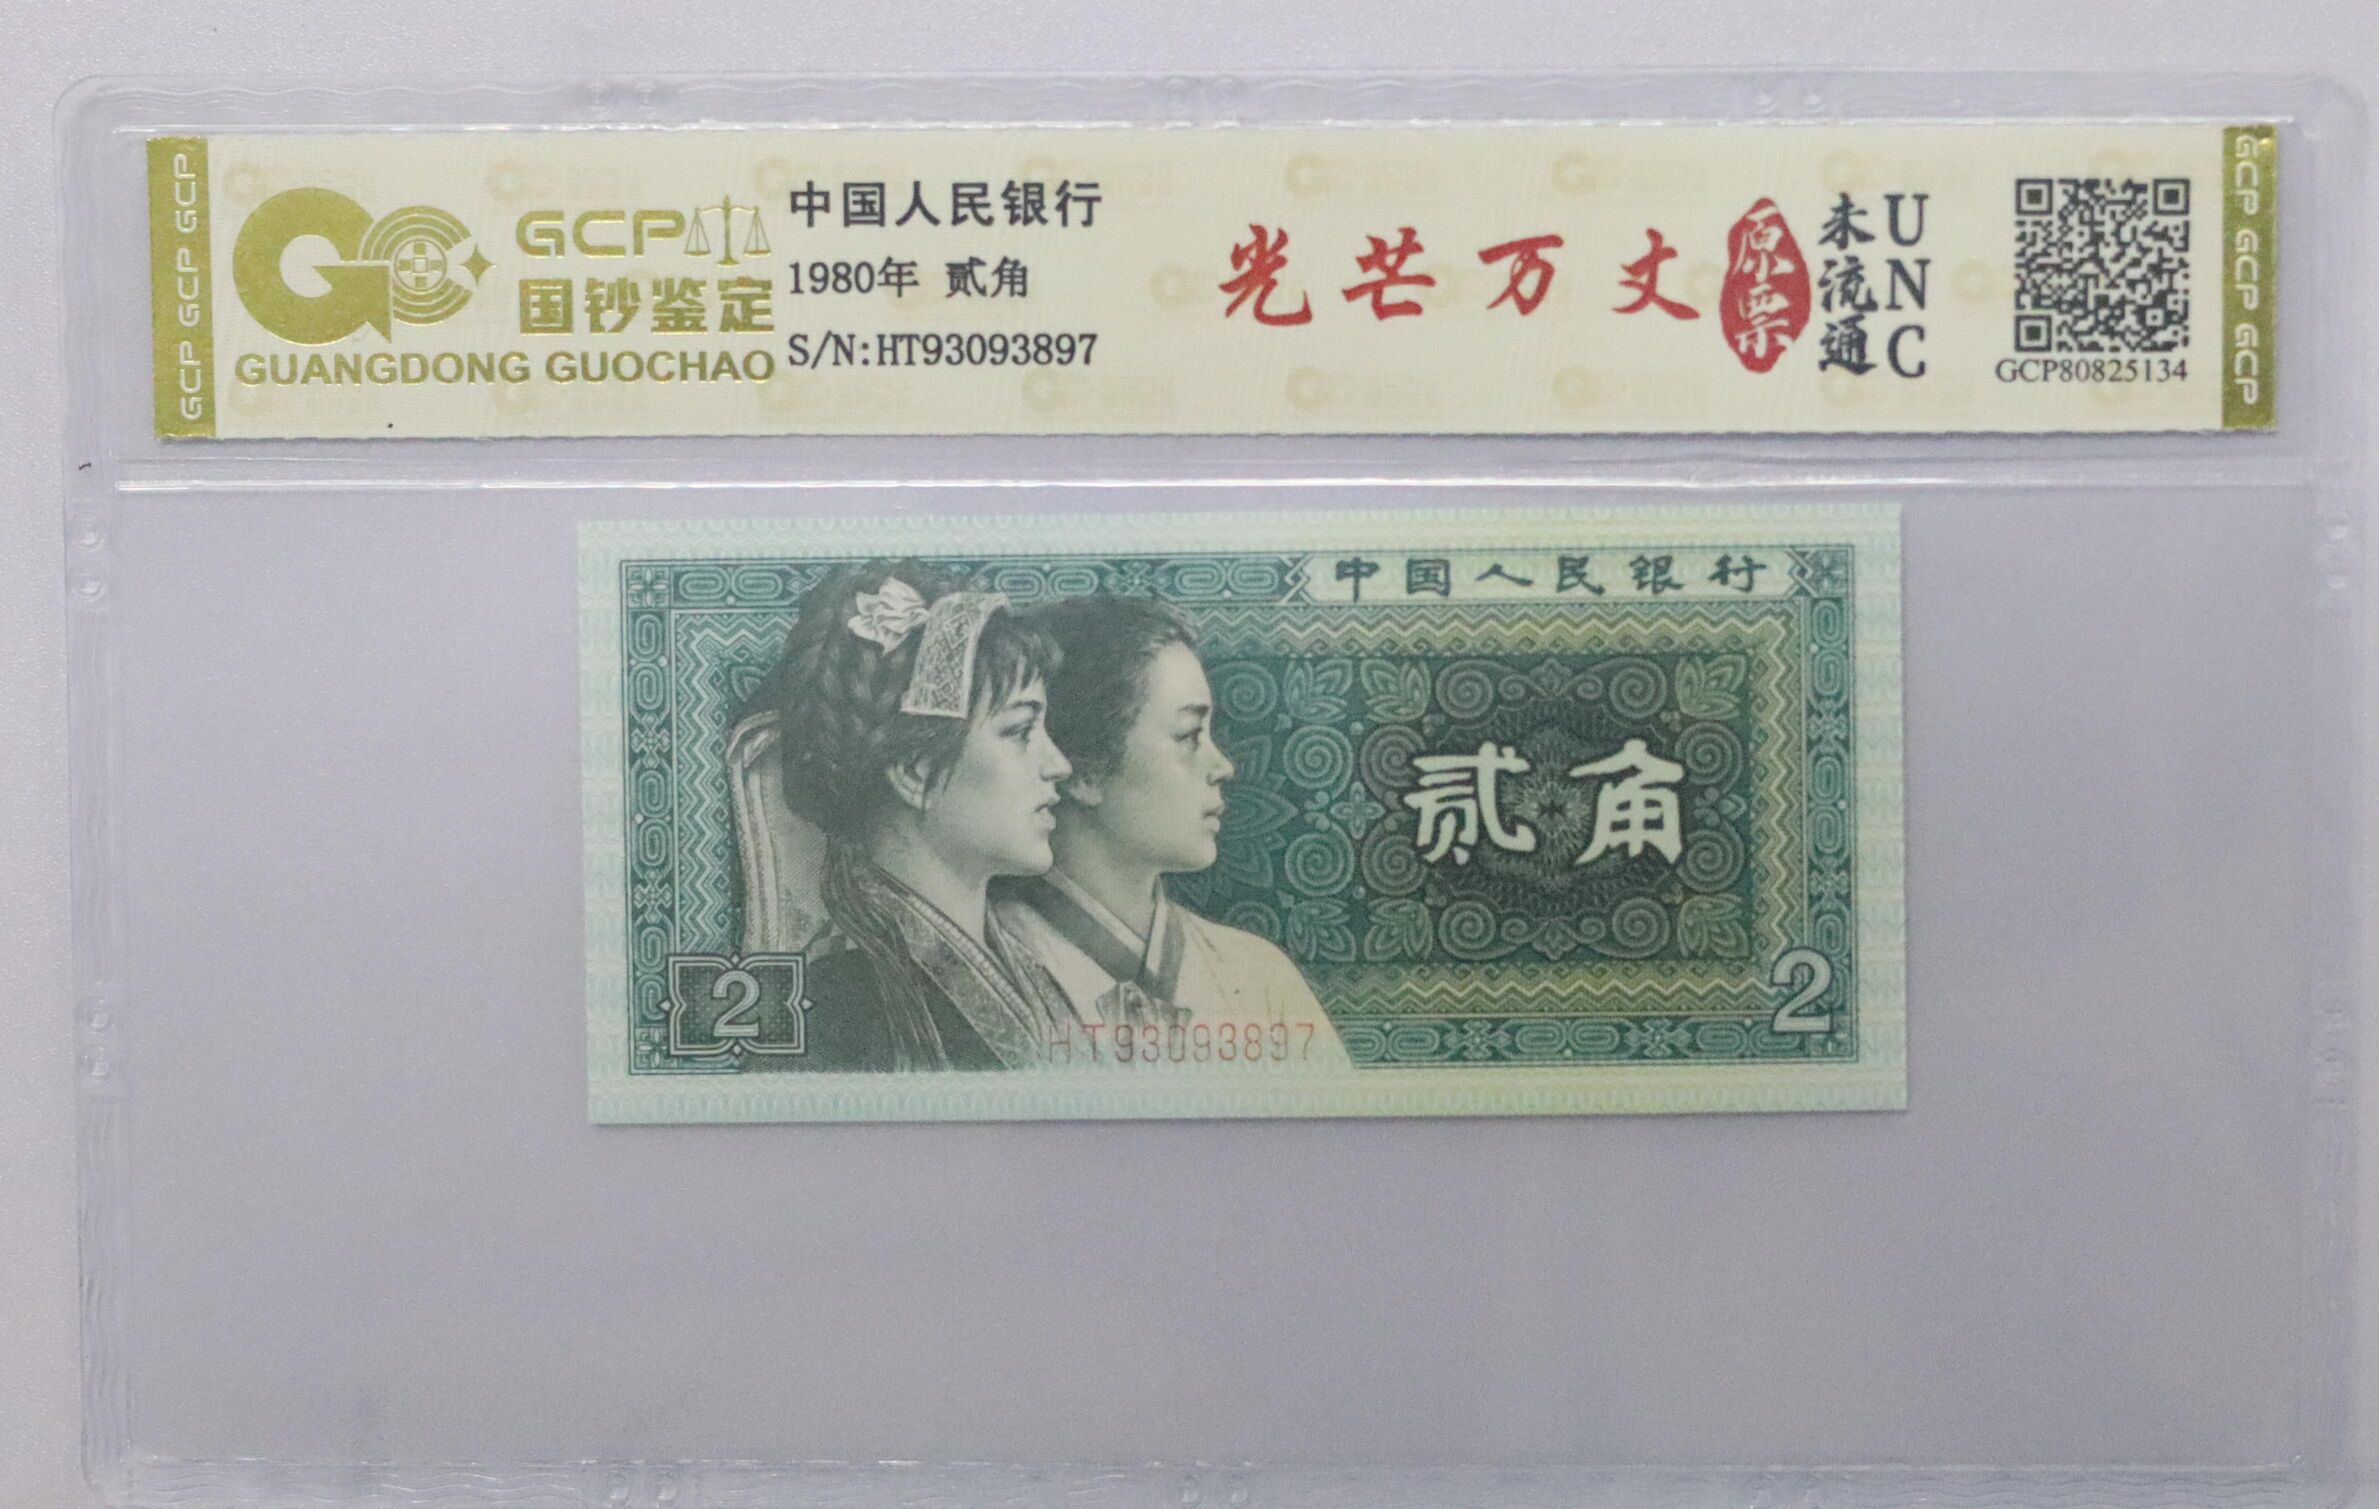 GCP GCP GCP
GCP
国钞鉴定
GUANGDONG GUOCHAO
中国人民银行
1980年 贰角
S/N:HT93093897
光芒万丈
原票
未流通
UNC
GCP80825134
GCP GCP GCP
中国人民银行
贰角
2
2
HT93093897